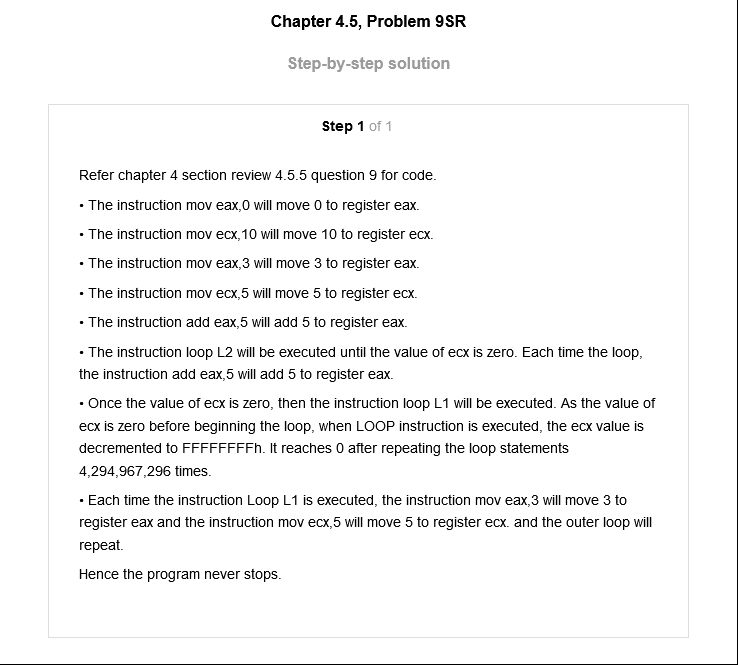 Chapter 4.5, Problem 9SR
Step-by-step solution
Step 1 of 1
Refer chapter 4 section review 4.5.5 question 9 for code.
• The instruction mov eax,0 will move 0 to register eax.
• The instruction mov ecx,10 will move 10 to register ecx.
• The instruction mov eax,3 will move 3 to register eax.
• The instruction mov ecx,5 will move 5 to register ecx.
• The instruction add eax,5 will add 5 to register eax.
• The instruction loop L2 will be executed until the value of ecx is zero. Each time the loop,
the instruction add eax,5 will add 5 to register eax.
• Once the value of ecx is zero, then the instruction loop L1 will be executed. As the value of
ecx is zero before beginning the loop, when LOOP instruction is executed, the ecx value is
decremented to FFFFFFFFh. It reaches 0 after repeating the loop statements
4,294,967,296 times.
• Each time the instruction Loop L1 is executed, the instruction mov eax,3 will move 3 to
register eax and the instruction mov ecx,5 will move 5 to register ecx. and the outer loop will
repeat.
Hence the program never stops.